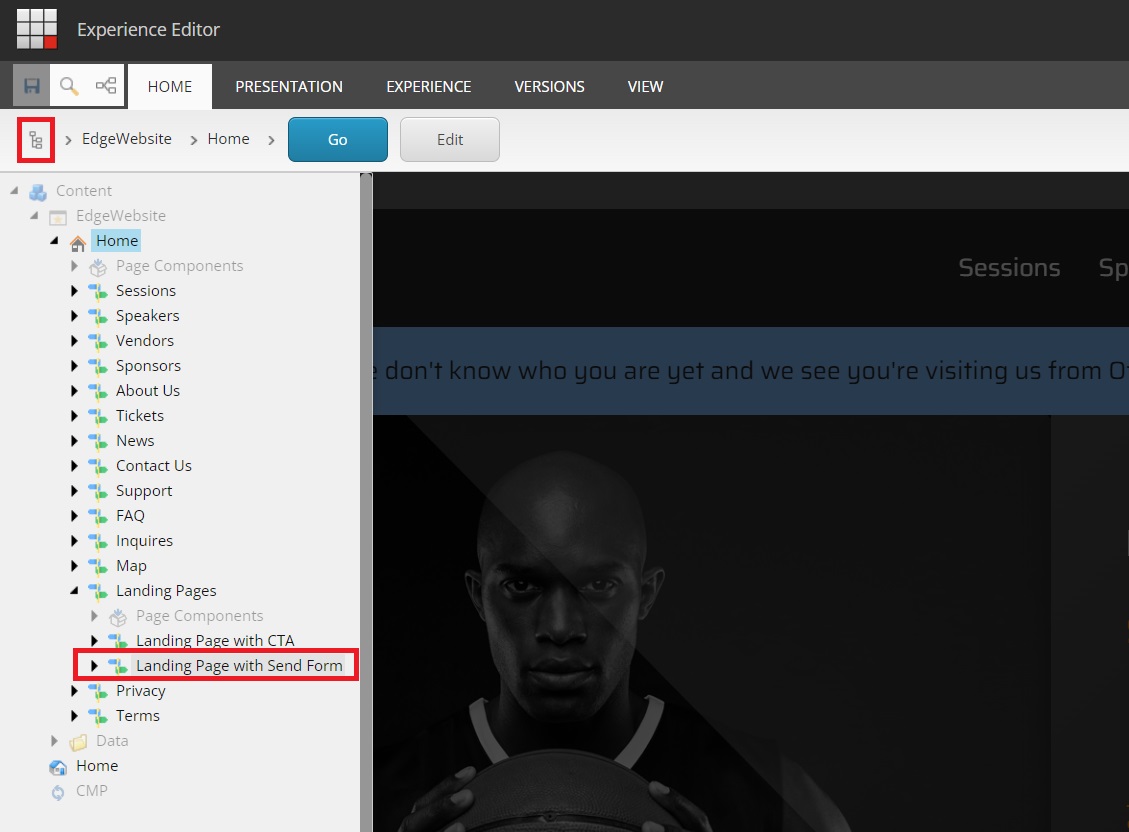 Experience Editor
HOME PRESENTATION EXPERIENCE VERSIONS VIEW
EdgeWebsite Home Go Edit
Content
EdgeWebsite
Home
Page Components
Sessions
Speakers
Vendors
Sponsors
About Us
Tickets
News
Contact Us
Support
FAQ
Inquires
Map
Landing Pages
Page Components
Landing Page with CTA
Landing Page with Send Form
Privacy
Terms
Data
Home
CMP
Sessions Sp
don't know who you are yet and we see you're visiting us from